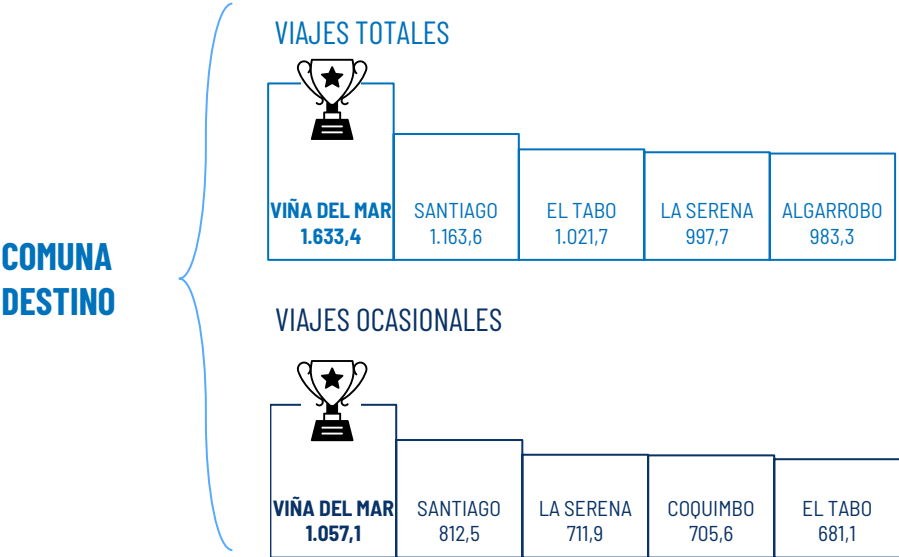 VIAJES TOTALES
VIÑA DEL MAR
1.633,4
SANTIAGO
1.163,6
EL TABO
1.021,7
LA SERENA
997,7
ALGARROBO
983,3
COMUNA
DESTINO
VIAJES OCASIONALES
VIÑA DEL MAR
1.057,1
SANTIAGO
812,5
LA SERENA
711,9
COQUIMBO
705,6
EL TABO
681,1